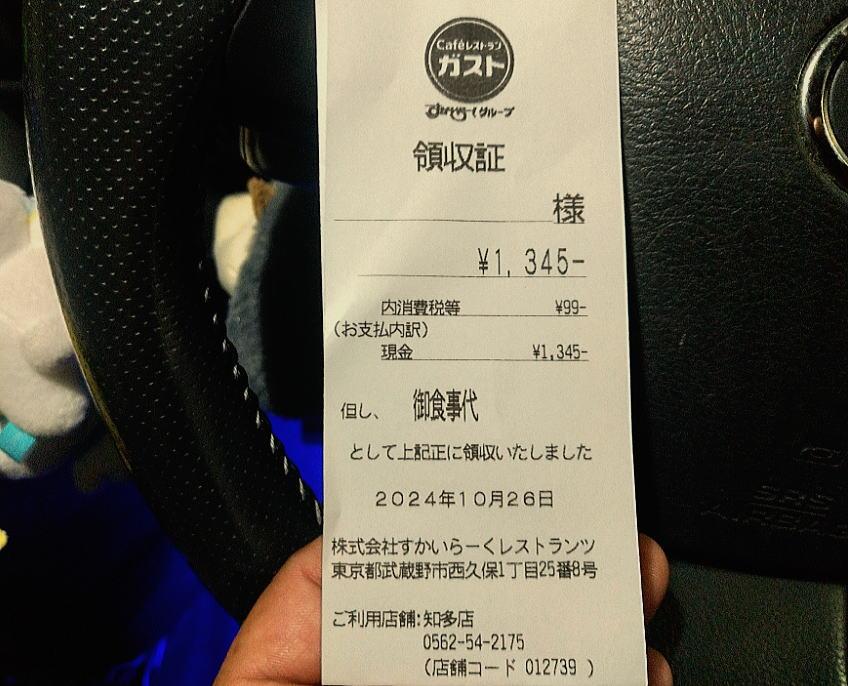 Caféレストラン
ガスト
すかいらーくグループ
領収証
様
¥1,345-
内消費税等 ¥99-
(お支払内訳)
現金 ¥1,345-
但し、 御食事代
として上記正に領収いたしました
2024年10月26日
株式会社すかいらーくレストランツ
東京都武蔵野市西久保1丁目25番8号
ご利用店舗:知多店
0562-54-2175
(店舗コード 012739 )
SRS
AIRBAG